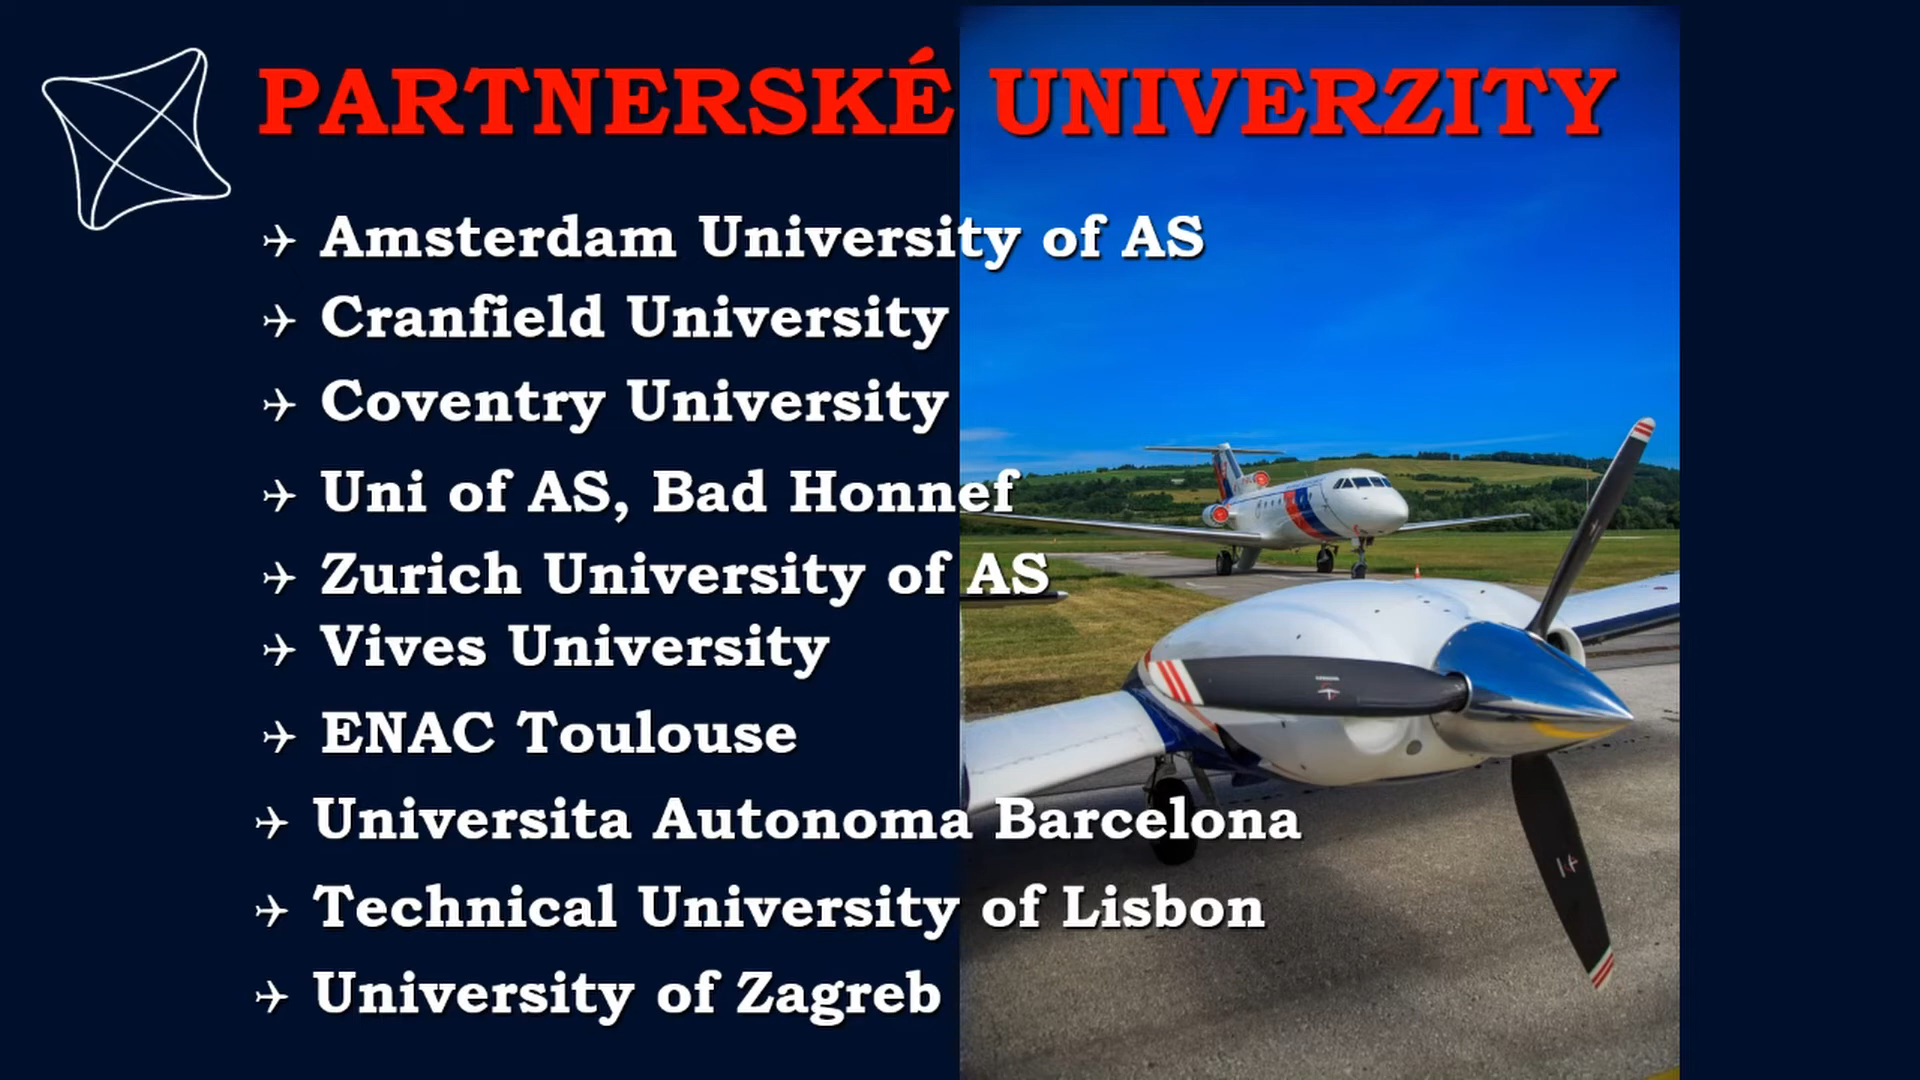 PARTNERSKÉ UNIVERZITY
Amsterdam University of AS
Cranfield University
Coventry University
Uni of AS, Bad Honnef
Zurich University of AS
Vives University
ENAC Toulouse
Universita Autonoma Barcelona
Technical University of Lisbon
University of Zagreb